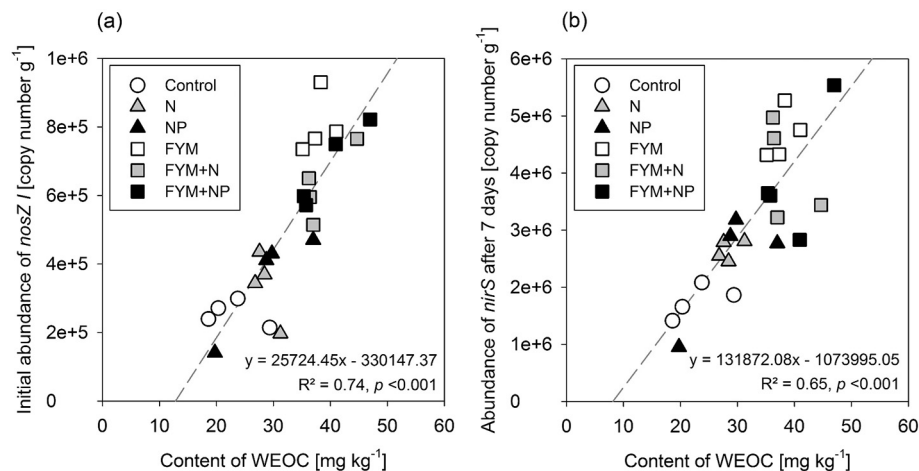 (a)
Initial abundance of nosZ I [copy number g⁻¹]
1e+6
8e+5
6e+5
4e+5
2e+5
0
Control
N
NP
FYM
FYM+N
FYM+NP
y = 25724.45x - 330147.37
R² = 0.74, p <0.001
0 10 20 30 40 50 60
Content of WEOC [mg kg⁻¹]
(b)
Abundance of nirS after 7 days [copy number g⁻¹]
6e+6
5e+6
4e+6
3e+6
2e+6
1e+6
0
Control
N
NP
FYM
FYM+N
FYM+NP
y = 131872.08x - 1073995.05
R² = 0.65, p <0.001
0 10 20 30 40 50 60
Content of WEOC [mg kg⁻¹]